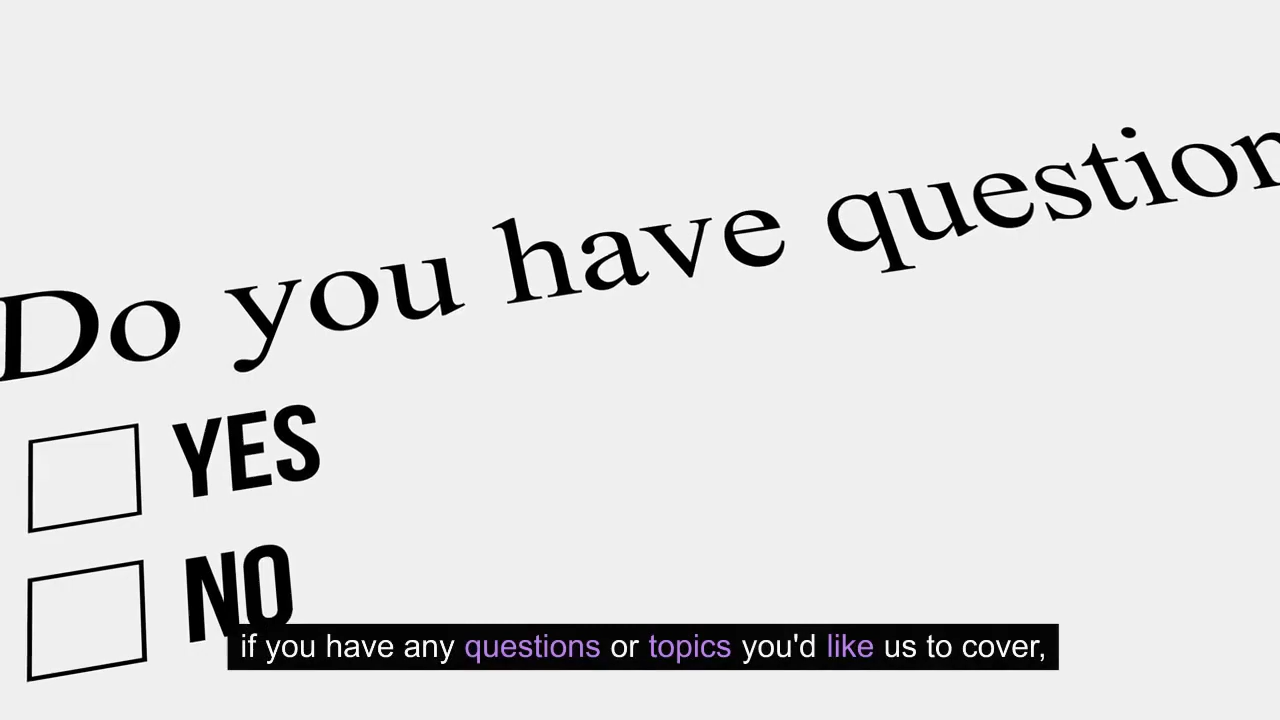 Do you have question
YES
NO
if you have any questions or topics you'd like us to cover,